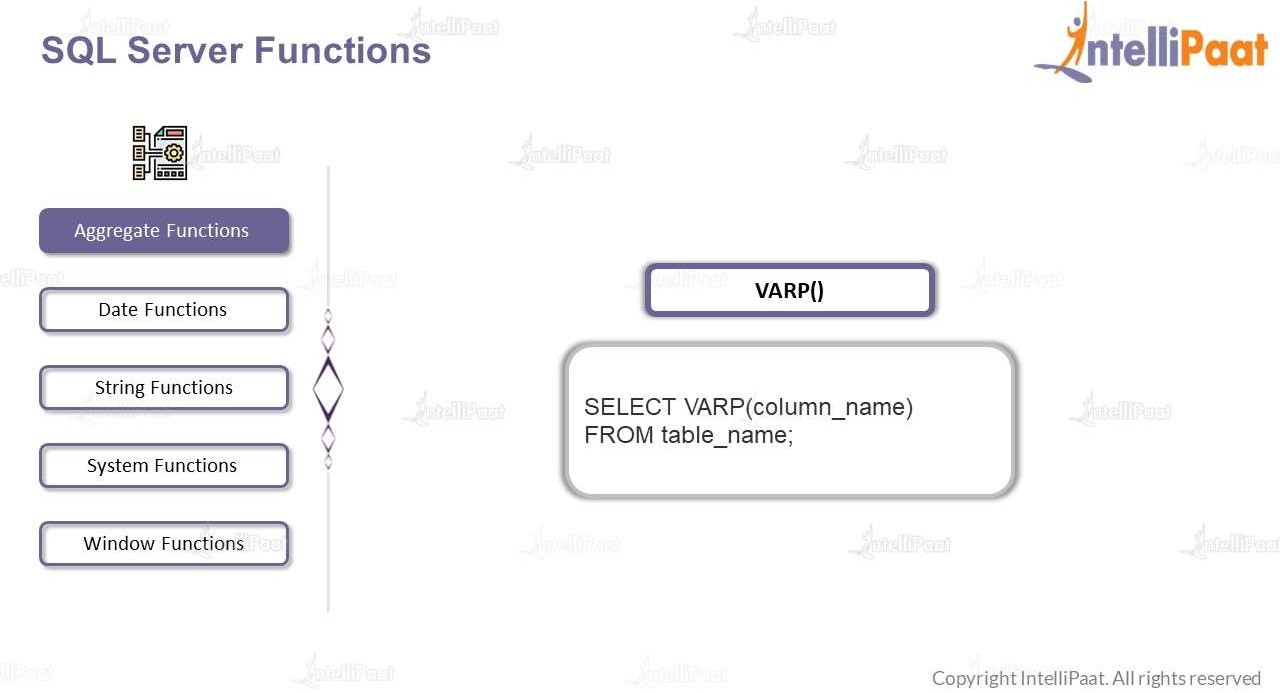 SQL Server Functions
IntelliPaat
Aggregate Functions
Date Functions
String Functions
System Functions
Window Functions
VARP()
SELECT VARP(column_name)
FROM table_name;
Copyright IntelliPaat. All rights reserved